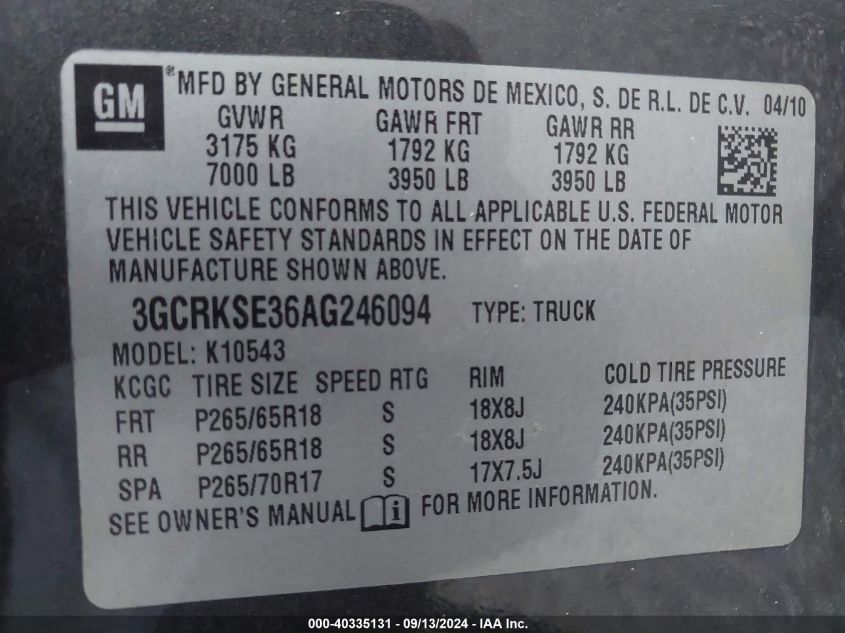 GM
®MFD BY GENERAL MOTORS DE MEXICO, S. DE R.L. DE C.V. 04/10
GVWR GAWR FRT GAWR RR
3175 KG 1792 KG 1792 KG
7000 LB 3950 LB 3950 LB
THIS VEHICLE CONFORMS TO ALL APPLICABLE U.S. FEDERAL MOTOR
VEHICLE SAFETY STANDARDS IN EFFECT ON THE DATE OF
MANUFACTURE SHOWN ABOVE.
3GCRKSE36AG246094 TYPE: TRUCK
MODEL: K10543
KCGC TIRE SIZE SPEED RTG RIM COLD TIRE PRESSURE
FRT P265/65R18 S 18X8J 240KPA(35PSI)
RR P265/65R18 S 18X8J 240KPA(35PSI)
SPA P265/70R17 S 17X7.5J 240KPA(35PSI)
SEE OWNER'S MANUAL i FOR MORE INFORMATION.
000-40335131 - 09/13/2024 - IAA Inc.